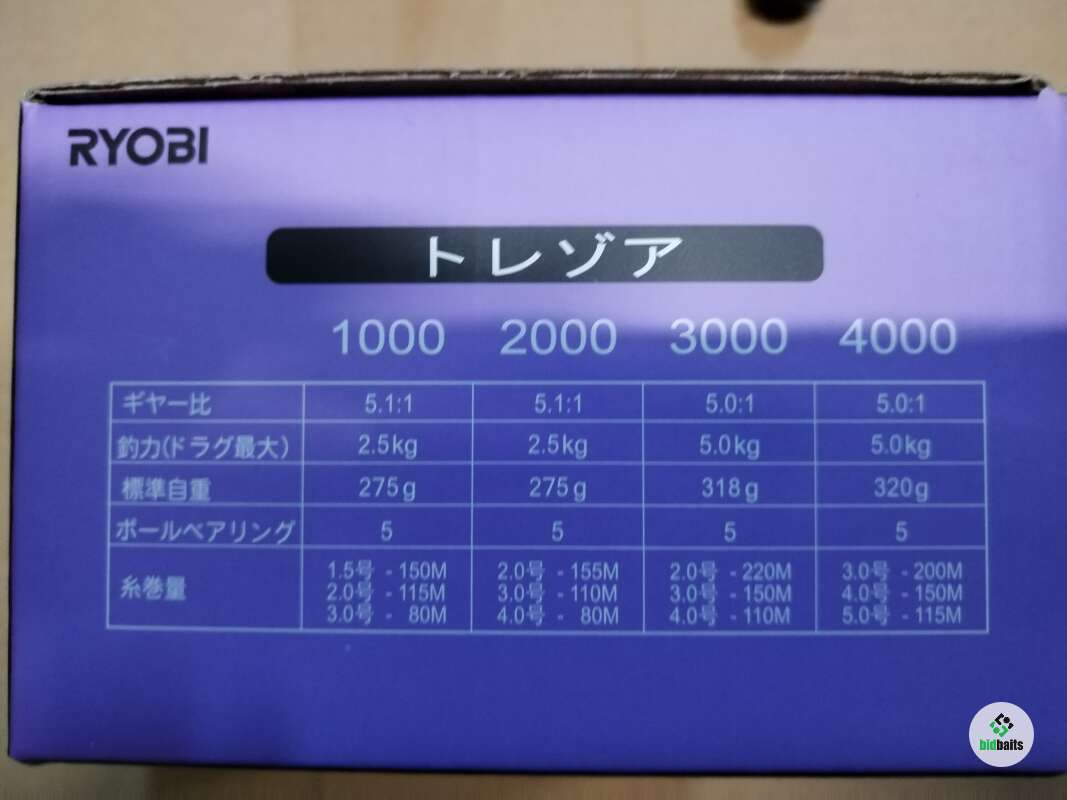 RYOBI
トレゾア
1000 2000 3000 4000
ギヤー比 5.1:1 5.1:1 5.0:1 5.0:1
釣力(ドラグ最大) 2.5kg 2.5kg 5.0kg 5.0kg
標準自重 275g 275g 318g 320g
ボールベアリング 5 5 5 5
糸巻量 1.5号 - 150M 2.0号 - 155M 2.0号 - 220M 3.0号 - 200M
2.0号 - 115M 3.0号 - 110M 3.0号 - 150M 4.0号 - 150M
3.0号 - 80M 4.0号 - 80M 4.0号 - 110M 5.0号 - 115M
bidbaits